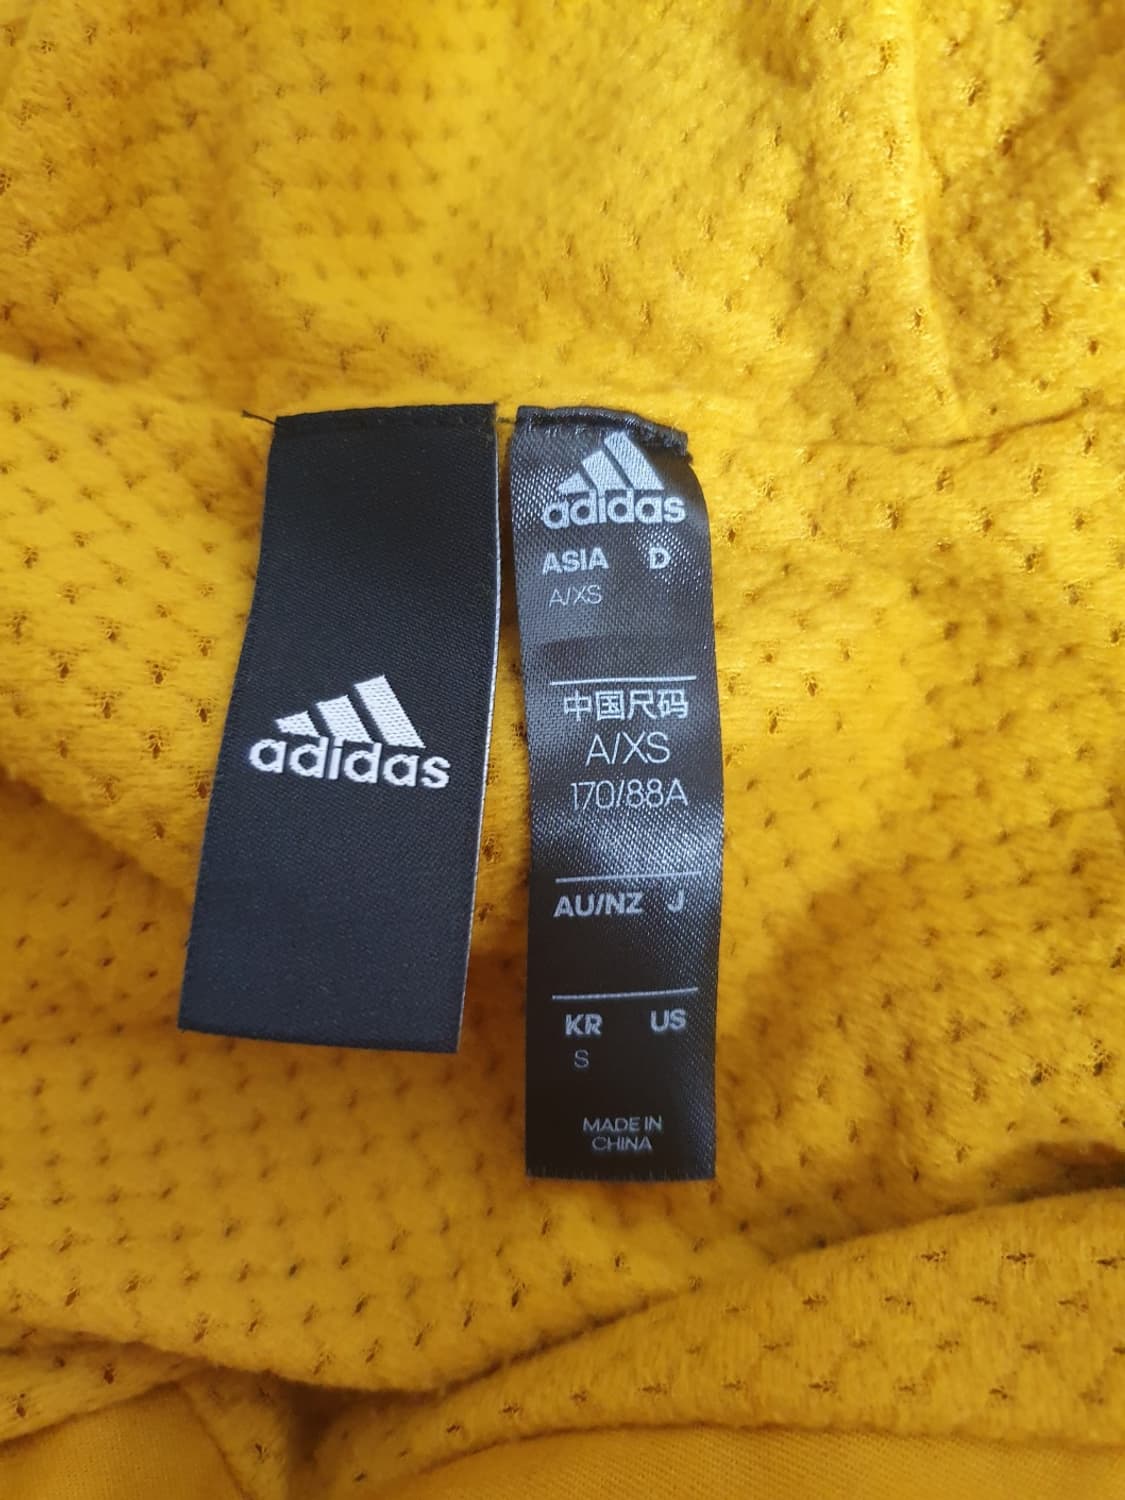 adidas
adidas
ASIA D
A/XS
中国尺码
A/XS
170/88A
AU/NZ J
KR US
S
MADE IN
CHINA